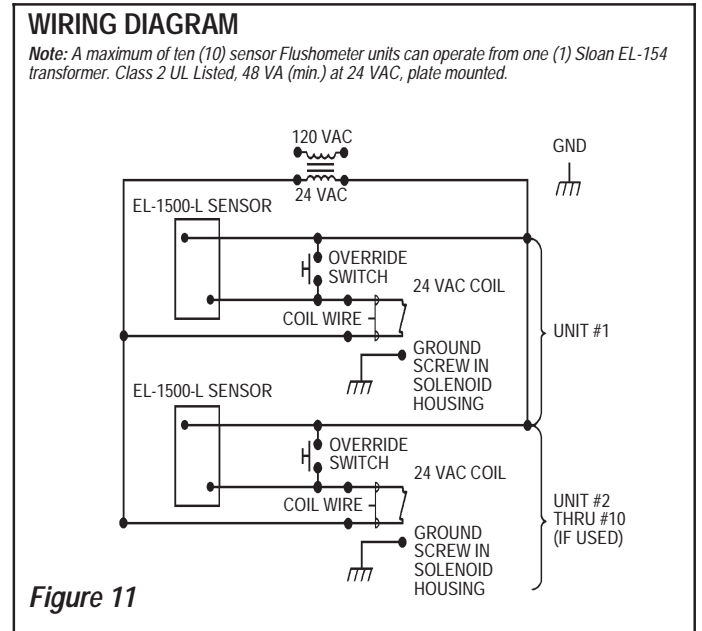 WIRING DIAGRAM
Note: A maximum of ten (10) sensor Flushometer units can operate from one (1) Sloan EL-154
transformer. Class 2 UL Listed, 48 VA (min.) at 24 VAC, plate mounted.
120 VAC
GND
24 VAC
EL-1500-L SENSOR
OVERRIDE
SWITCH
24 VAC COIL
COIL WIRE
UNIT #1
GROUND
SCREW IN
SOLENOID
HOUSING
EL-1500-L SENSOR
OVERRIDE
SWITCH
24 VAC COIL
COIL WIRE
UNIT #2
THRU #10
(IF USED)
GROUND
SCREW IN
SOLENOID
HOUSING
Figure 11